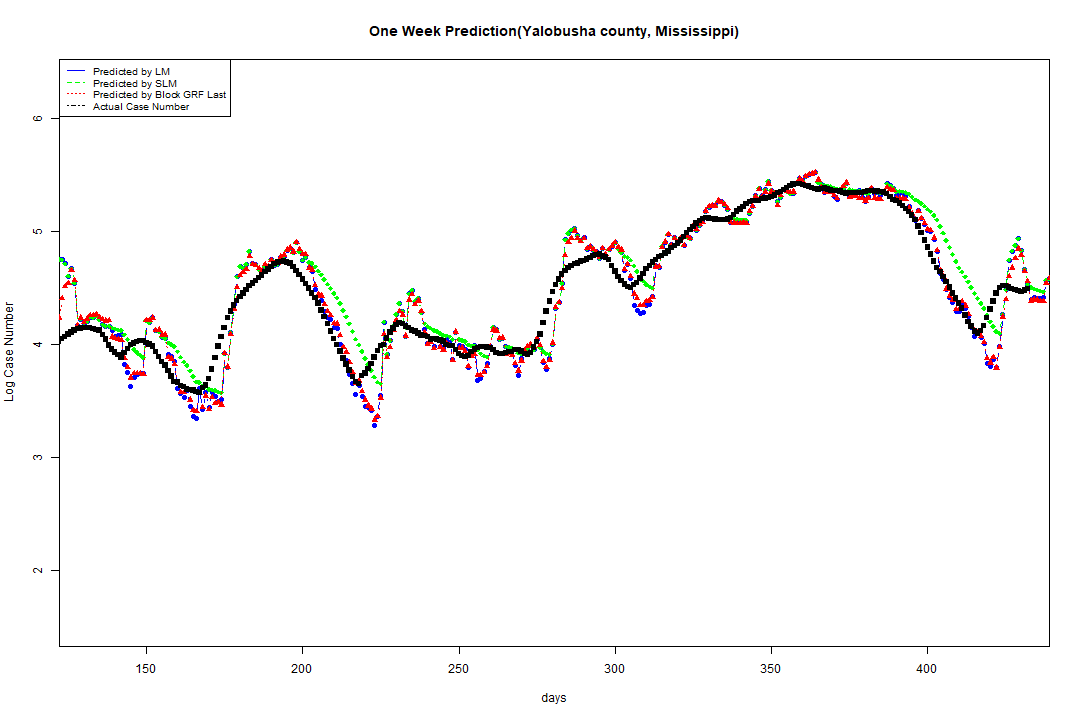 One Week Prediction(Yalobusha county, Mississippi)
Predicted by LM
Predicted by SLM
Predicted by Block GRF Last
Actual Case Number
Log Case Number
6
5
4
3
2
150 200 250 300 350 400
days